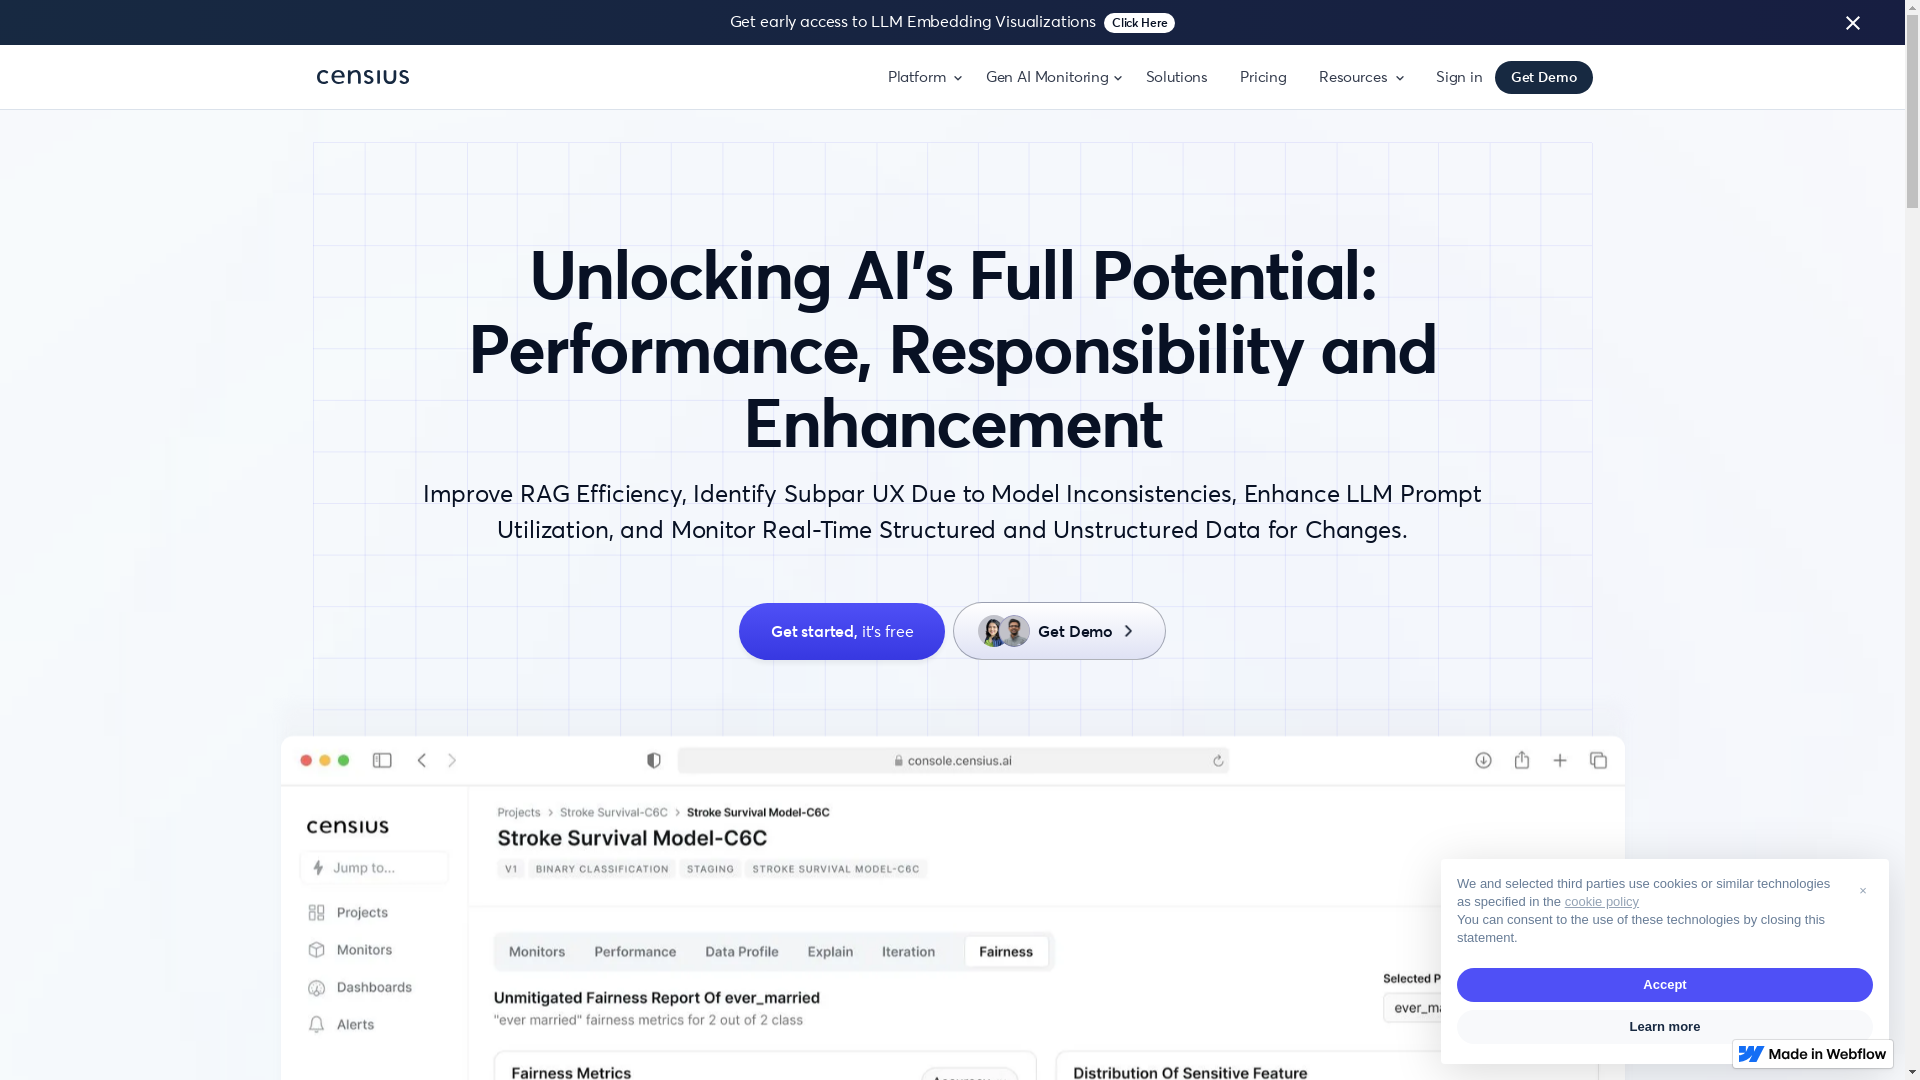 Get early access to LLM Embedding Visualizations Click Here
censius
Platform Gen AI Monitoring Solutions Pricing Resources Sign in Get Demo
Unlocking AI's Full Potential:
Performance, Responsibility and
Enhancement
Improve RAG Efficiency, Identify Subpar UX Due to Model Inconsistencies, Enhance LLM Prompt
Utilization, and Monitor Real-Time Structured and Unstructured Data for Changes.
Get started, it's free
Get Demo
console.censius.ai
censius
Jump to...
Projects
Monitors
Dashboards
Alerts
Projects > Stroke Survival-C6C > Stroke Survival Model-C6C
Stroke Survival Model-C6C
V1 BINARY CLASSIFICATION STAGING STROKE SURVIVAL MODEL-C6C
Monitors Performance Data Profile Explain Iteration Fairness
Unmitigated Fairness Report Of ever_married
"ever married" fairness metrics for 2 out of 2 class
Selected P
ever_ma
Fairness Metrics
Distribution Of Sensitive Feature
We and selected third parties use cookies or similar technologies
as specified in the cookie policy
You can consent to the use of these technologies by closing this
statement.
×
Accept
Learn more
Made in Webflow